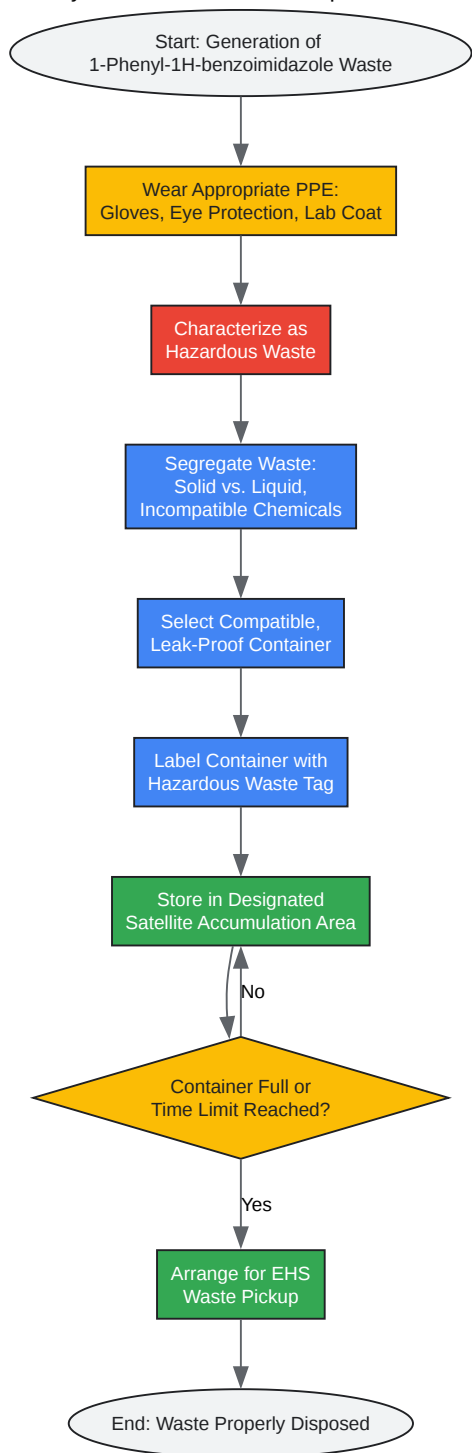 Start: Generation of
1-Phenyl-1H-benzoimidazole Waste
Wear Appropriate PPE:
Gloves, Eye Protection, Lab Coat
Characterize as
Hazardous Waste
Segregate Waste:
Solid vs. Liquid,
Incompatible Chemicals
Select Compatible,
Leak-Proof Container
Label Container with
Hazardous Waste Tag
Store in Designated
Satellite Accumulation Area
No
Container Full or
Time Limit Reached?
Yes
Arrange for EHS
Waste Pickup
End: Waste Properly Disposed